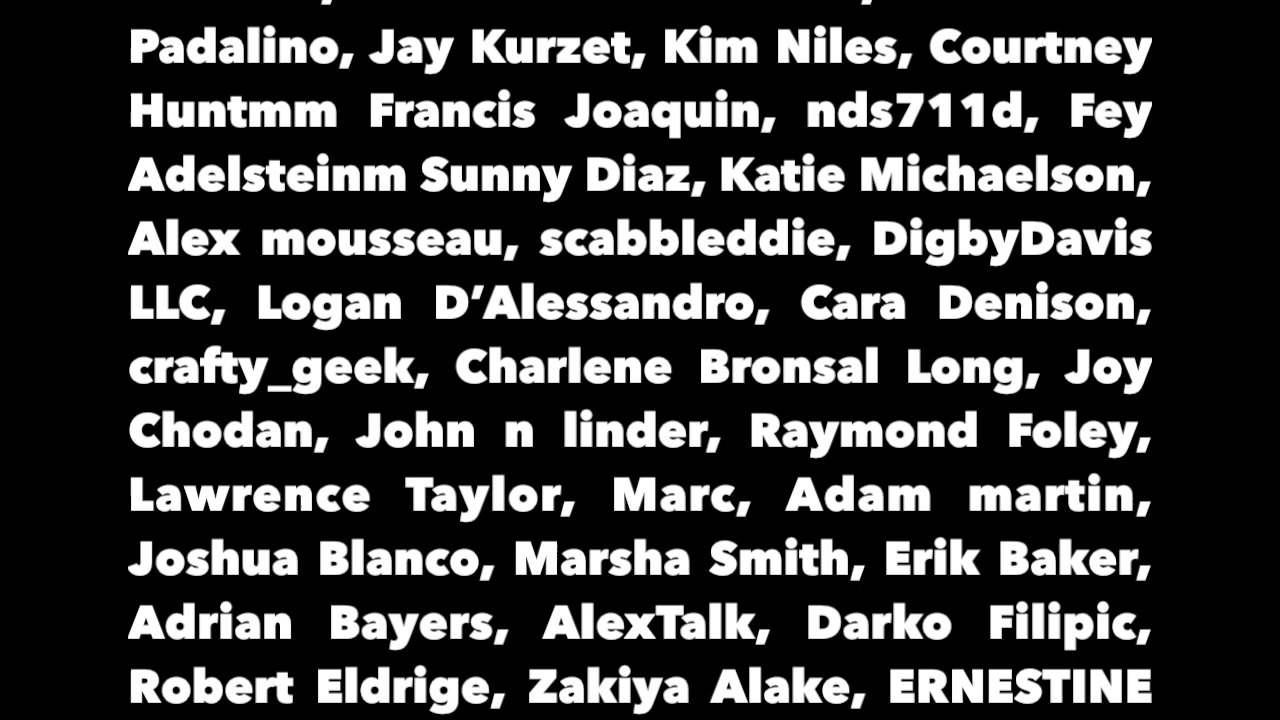 Padalino, Jay Kurzet, Kim Niles, Courtney
Huntmm Francis Joaquin, nds711d, Fey
Adelsteinm Sunny Diaz, Katie Michaelson,
Alex mousseau, scabbleddie, DigbyDavis
LLC, Logan D’Alessandro, Cara Denison,
crafty_geek, Charlene Bronsal Long, Joy
Chodan, John n linder, Raymond Foley,
Lawrence Taylor, Marc, Adam martin,
Joshua Blanco, Marsha Smith, Erik Baker,
Adrian Bayers, AlexTalk, Darko Filipic,
Robert Eldrige, Zakiya Alake, ERNESTINE